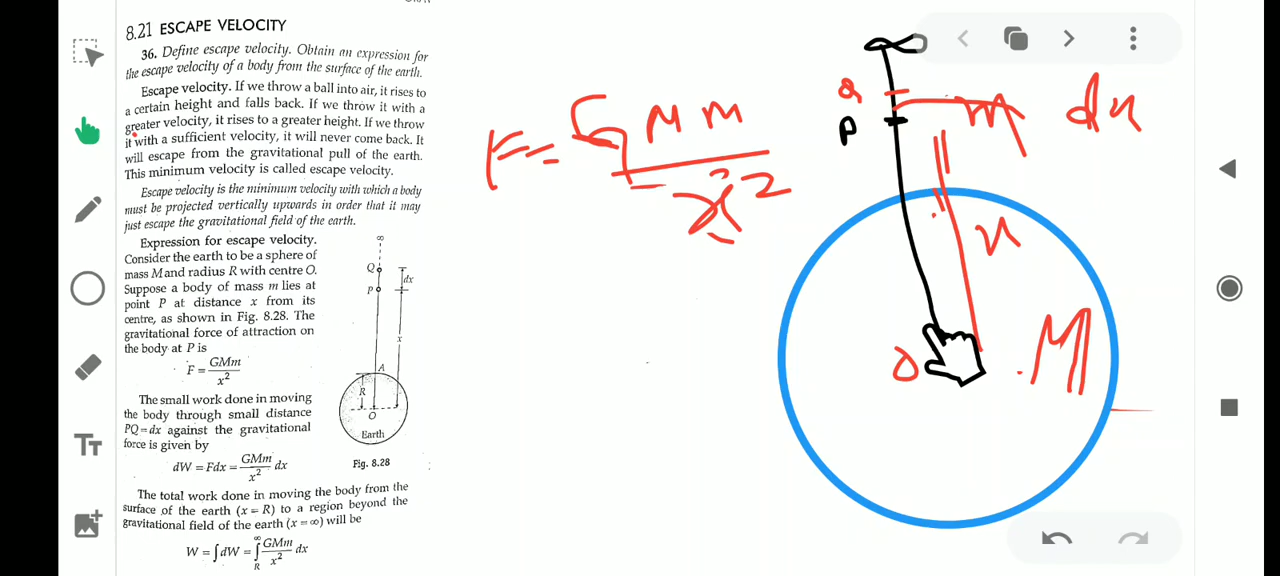 8.21 ESCAPE VELOCITY
36. Define escape velocity. Obtain an expression for
the escape velocity of a body from the surface of the earth.
Escape velocity. If we throw a ball into air, it rises to
a certain height and falls back. If we throw it with a
greater velocity, it rises to a greater height. If we throw
it with a sufficient velocity, it will never come back. It
will escape from the gravitational pull of the earth.
This minimum velocity is called escape velocity.
Escape velocity is the minimum velocity with which a body
must be projected vertically upwards in order that it may
just escape the gravitational field of the earth.
Expression for escape velocity.
Consider the earth to be a sphere of
mass M and radius R with centre O.
Suppose a body of mass m lies at
point P at distance x from its
centre, as shown in Fig. 8.28. The
gravitational force of attraction on
the body at P is
F = GMm / x²
The small work done in moving
the body through small distance
PQ = dx against the gravitational
force is given by
dW = Fdx = GMm / x² dx
The total work done in moving the body from the
surface of the earth (x = R) to a region beyond the
gravitational field of the earth (x = ∞) will be
W = ∫dW = ∫R∞ GMm / x² dx
∞
Q
P
dx
x
A
R
O
Earth
Fig. 8.28
F = G M m / x²
Q
P
m
dx
x
O
M
TT